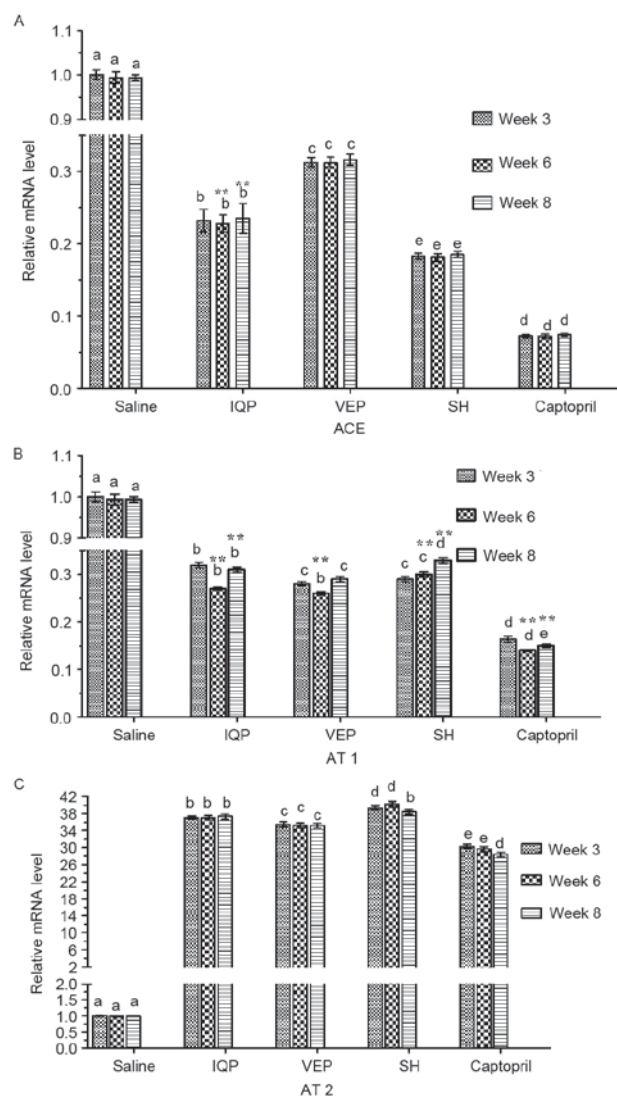 A
a a a
1.0
0.9
Week 3
Week 6
Week 8
Relative mRNA level
0.3
0.2
0.1
0.0
b ** b ** b
c c c
e e e
d d d
Saline IQP VEP SH Captopril
ACE
B
a a a
1.0
0.9
Week 3
Week 6
Week 8
Relative mRNA level
0.3
0.2
0.1
0.0
b ** b ** b
c ** b c
c ** c ** d
d ** d ** e
Saline IQP VEP SH Captopril
AT 1
C
42
38
34
30
26
22
18
14
10
6
2
2.0
1.5
1.0
0.5
0.0
Relative mRNA level
a a a
b b b
c c c
d d b
e e d
Week 3
Week 6
Week 8
Saline IQP VEP SH Captopril
AT 2